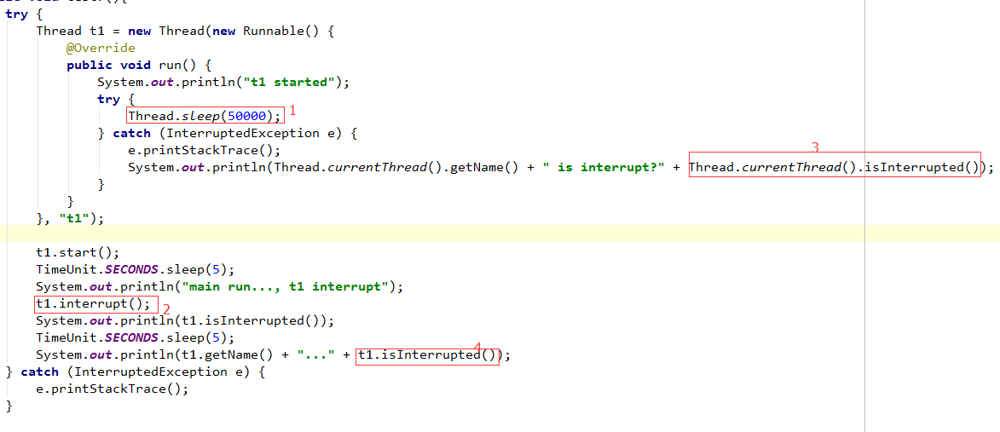 try {
Thread t1 = new Thread(new Runnable() {
@Override
public void run() {
System.out.println("t1 started");
try {
Thread.sleep(50000); 1
} catch (InterruptedException e) {
e.printStackTrace();
3
System.out.println(Thread.currentThread().getName() + " is interrupt?" + Thread.currentThread().isInterrupted());
}
}
}, "t1");
t1.start();
TimeUnit.SECONDS.sleep(5);
System.out.println("main run..., t1 interrupt");
t1.interrupt(); 2
System.out.println(t1.isInterrupted());
TimeUnit.SECONDS.sleep(5);
4
System.out.println(t1.getName() + "..." + t1.isInterrupted());
} catch (InterruptedException e) {
e.printStackTrace();
}